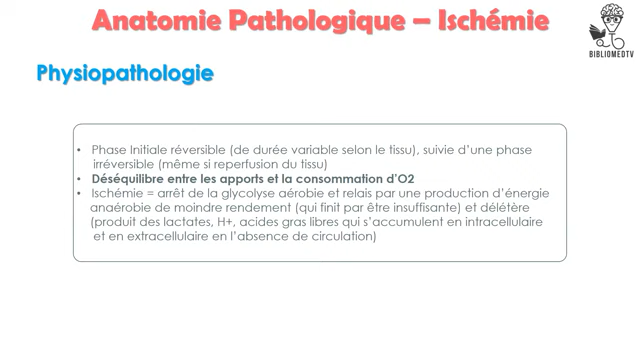 Anatomie Pathologique – Ischémie
BIBLIOMEDTV
Physiopathologie
• Phase Initiale réversible (de durée variable selon le tissu), suivie d'une phase
irréversible (même si reperfusion du tissu)
• Déséquilibre entre les apports et la consommation d'O2
• Ischémie = arrêt de la glycolyse aérobie et relais par une production d'énergie
anaérobie de moindre rendement (qui finit par être insuffisante) et délétère
(produit des lactates, H+, acides gras libres qui s'accumulent en intracellulaire
et en extracellulaire en l'absence de circulation)